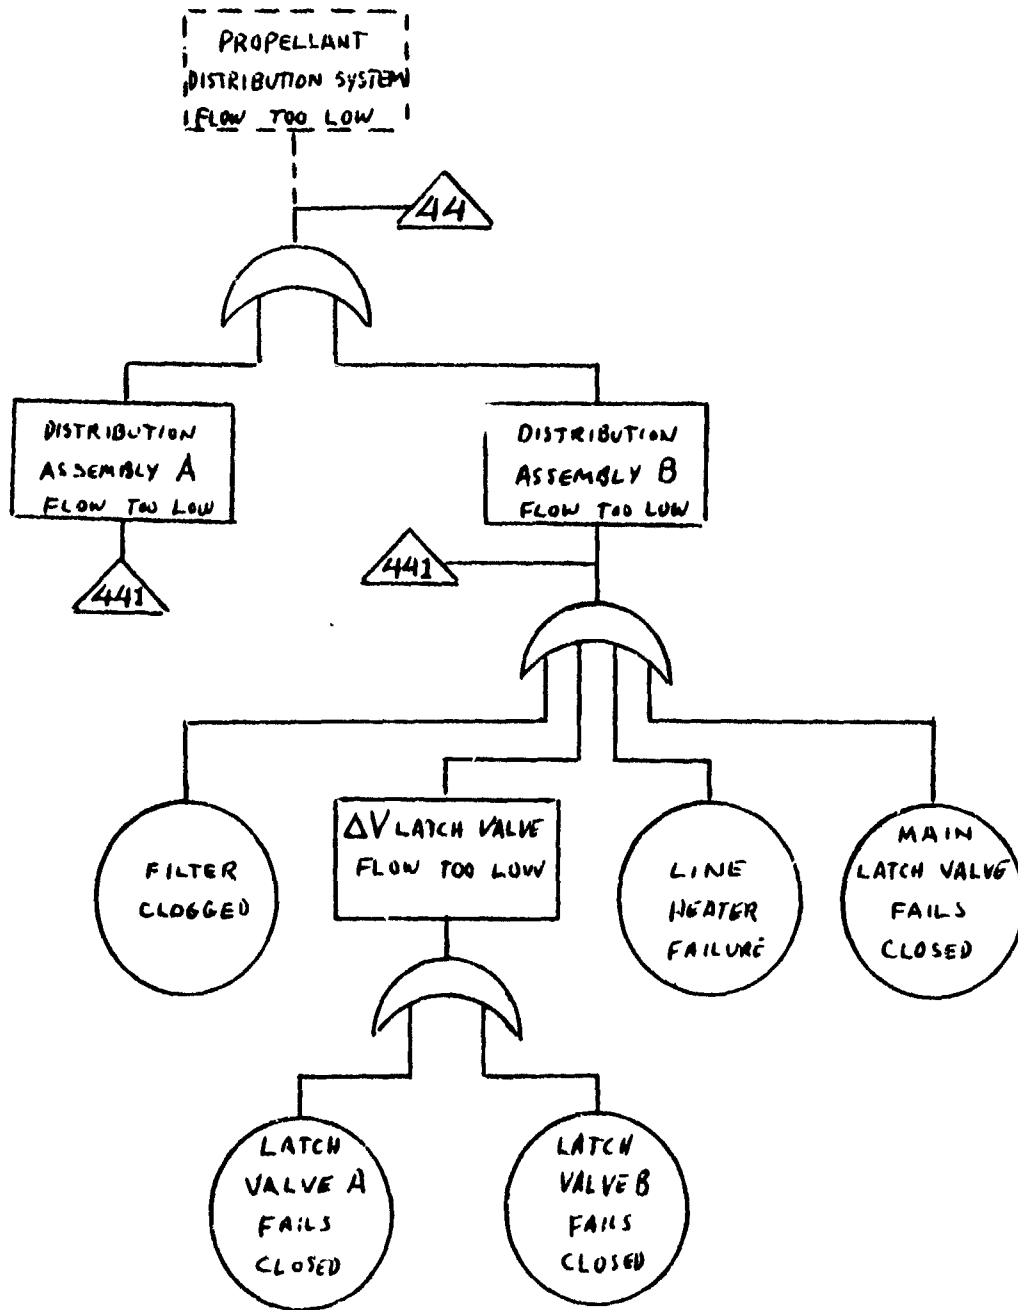 PROPELLANT
DISTRIBUTION SYSTEM
FLOW TOO LOW
44
DISTRIBUTION
ASSEMBLY A
FLOW TOO LOW
441
DISTRIBUTION
ASSEMBLY B
FLOW TOO LOW
441
FILTER
CLOGGED
ΔV LATCH VALVE
FLOW TOO LOW
LINE
HEATER
FAILURE
MAIN
LATCH VALVE
FAILS
CLOSED
LATCH
VALVE A
FAILS
CLOSED
LATCH
VALVE B
FAILS
CLOSED